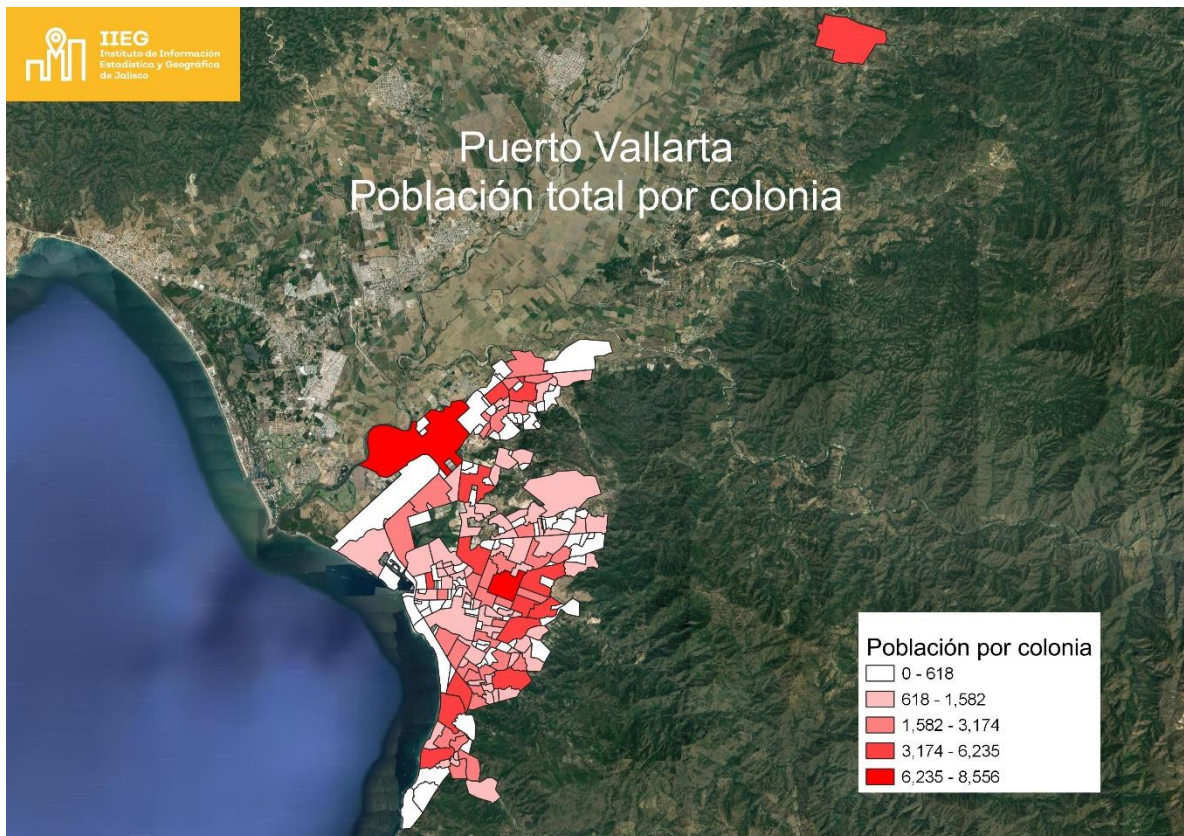 IIEG
Instituto de Información
Estadística y Geográfica
de Jalisco
Puerto Vallarta
Población total por colonia
Población por colonia
0 - 618
618 - 1,582
1,582 - 3,174
3,174 - 6,235
6,235 - 8,556